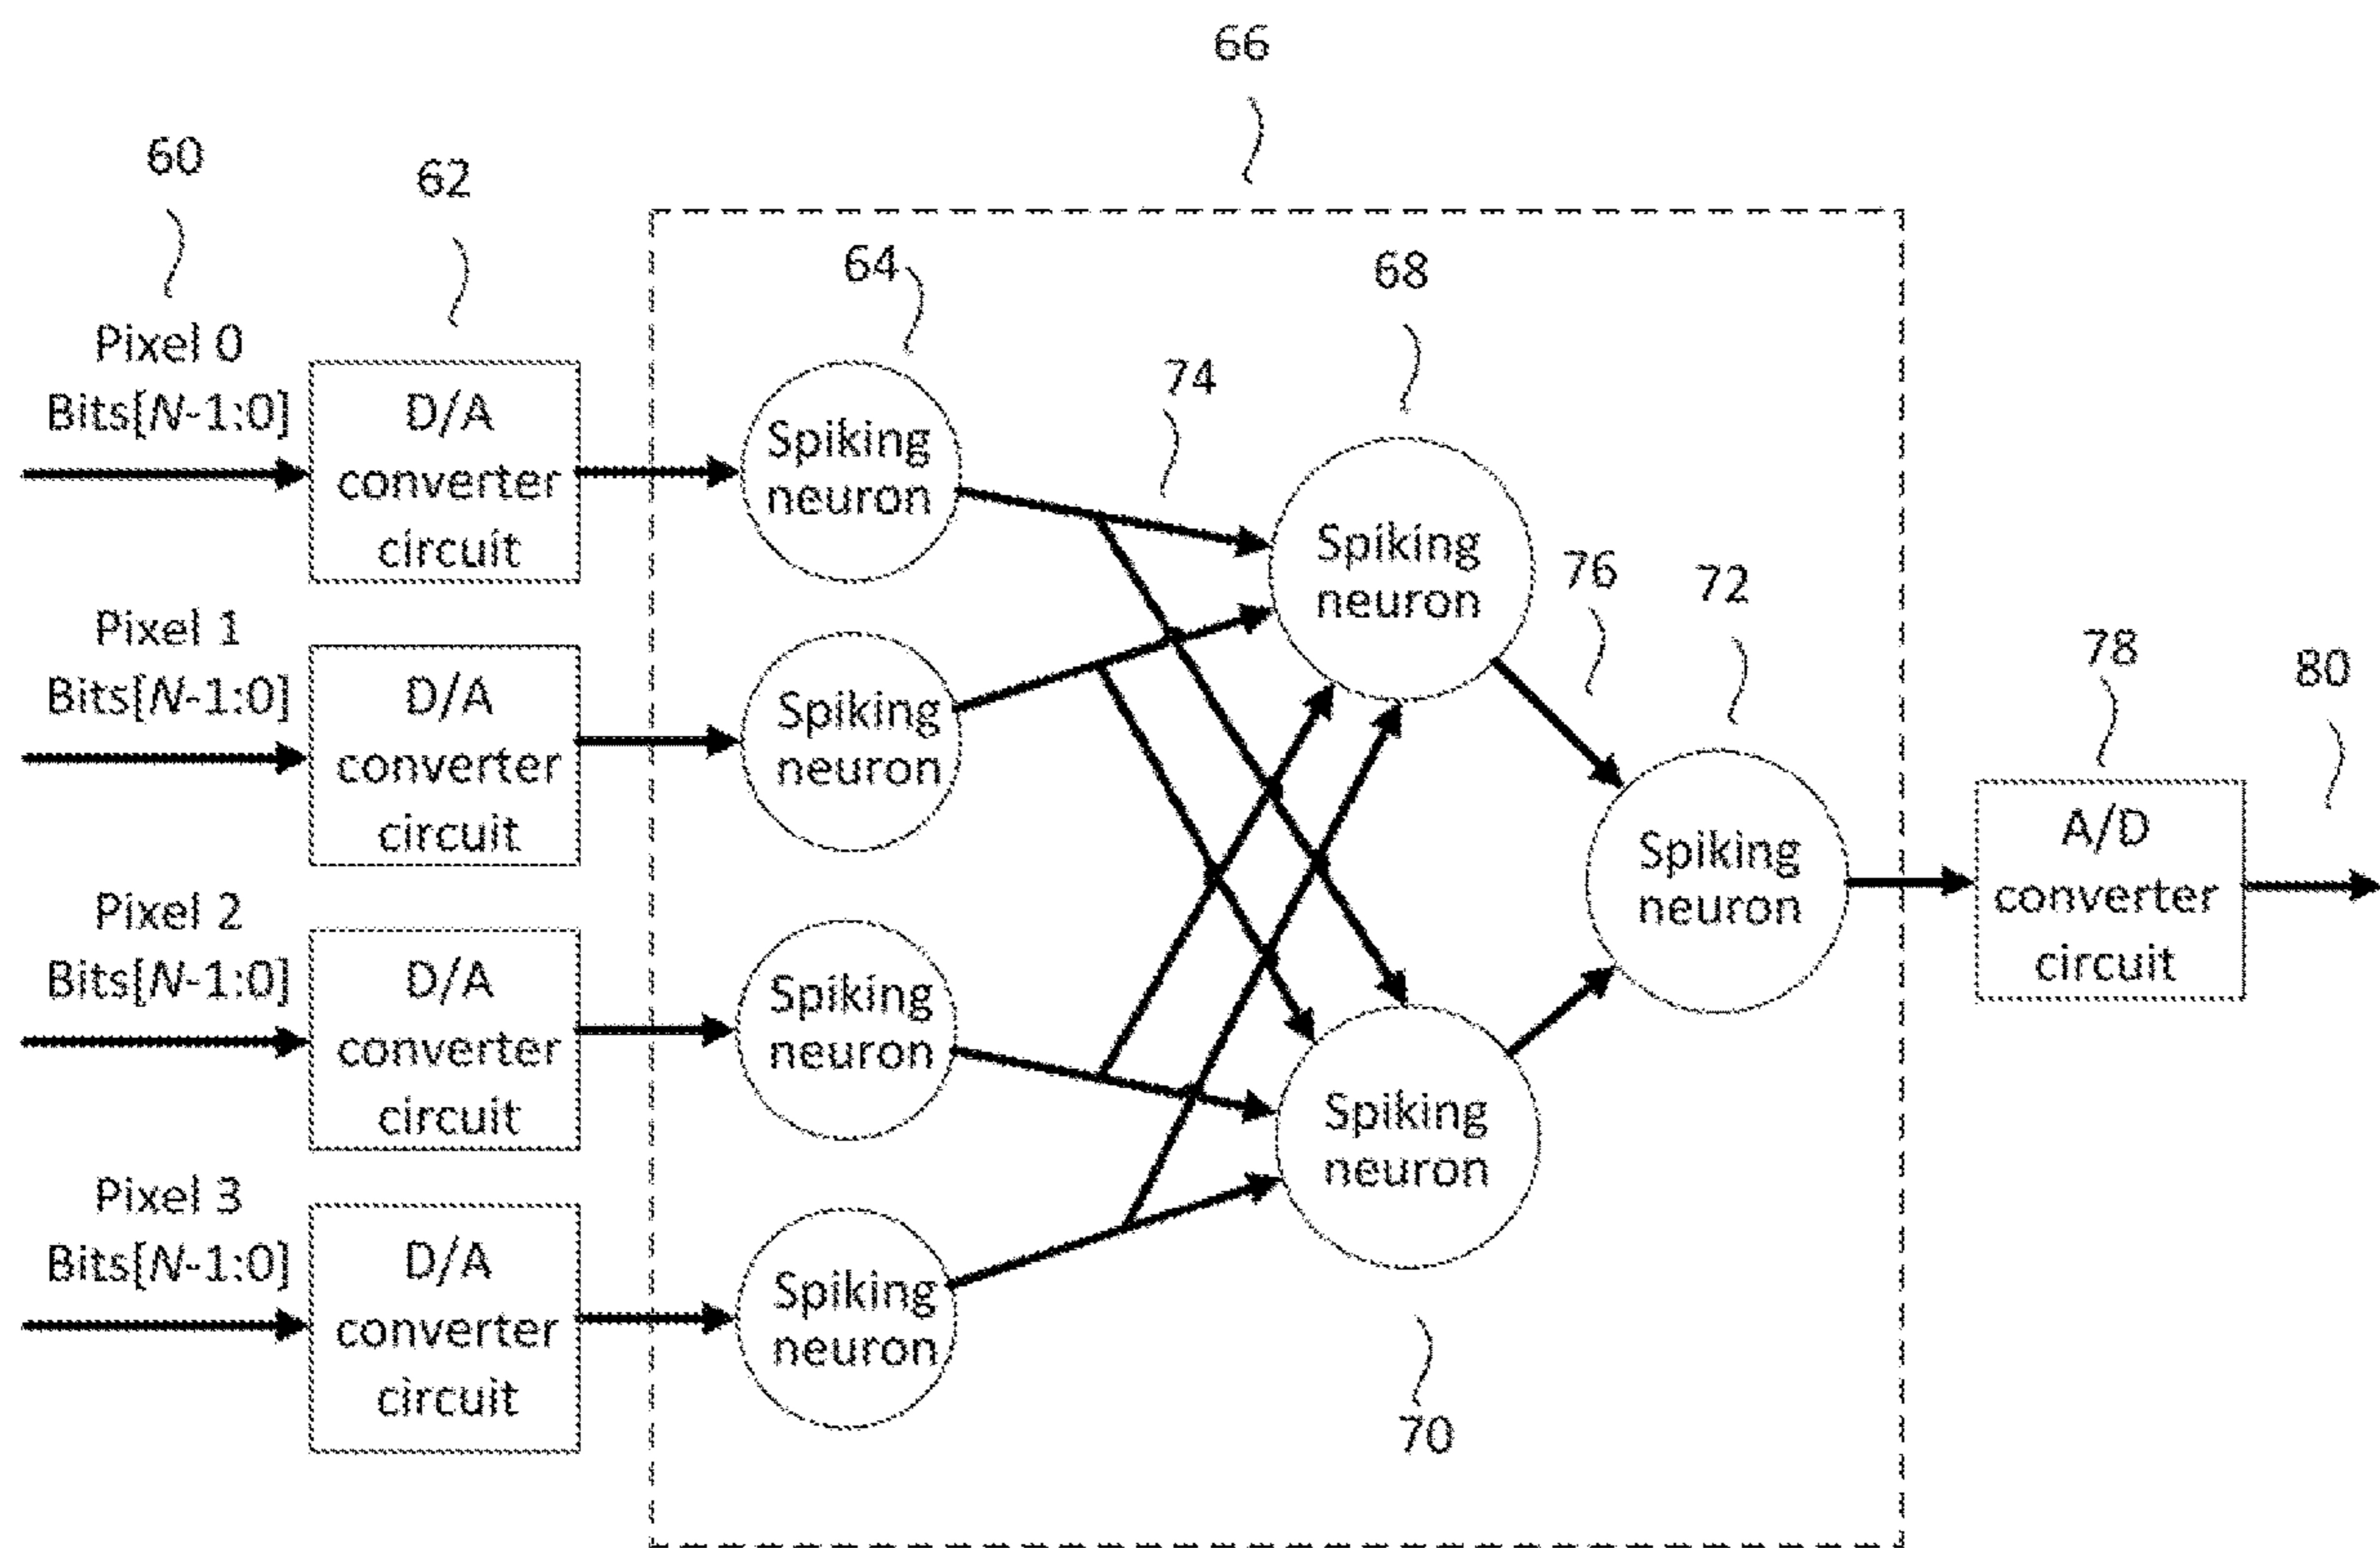 66
60
62
64
68
74
Pixel 0
Bits[N-1:0]
D/A
converter
circuit
Spiking
neuron
Spiking
neuron
76
72
78
80
Pixel 1
Bits[N-1:0]
D/A
converter
circuit
Spiking
neuron
Spiking
neuron
A/D
converter
circuit
Pixel 2
Bits[N-1:0]
D/A
converter
circuit
Spiking
neuron
Spiking
neuron
Pixel 3
Bits[N-1:0]
D/A
converter
circuit
Spiking
neuron
70